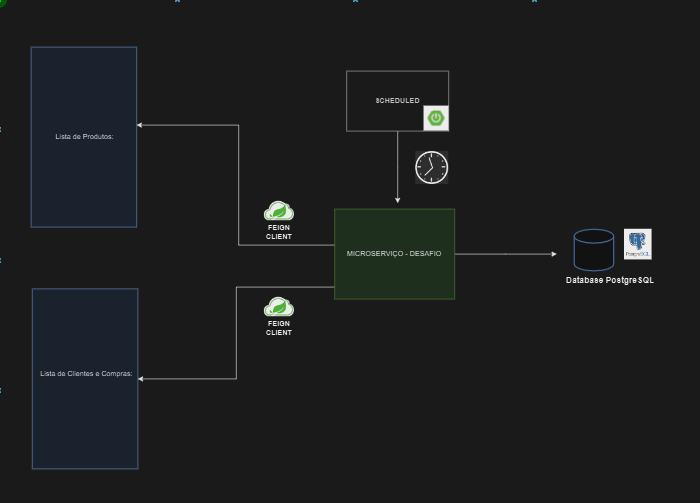 SCHEDULED
Lista de Produtos:
FEIGN
CLIENT
MICROSERVIÇO - DESAFIO
PostgreSQL
Database PostgreSQL
FEIGN
CLIENT
Lista de Clientes e Compras: